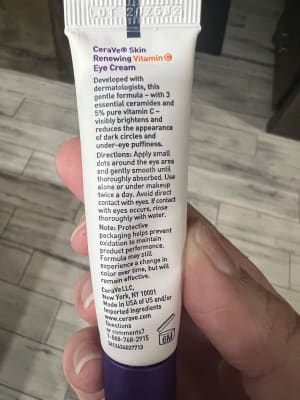 CeraVe® Skin
Renewing Vitamin C
Eye Cream
Developed with
dermatologists, this
gentle formula – with 3
essential ceramides and
5% pure vitamin C –
visibly brightens and
reduces the appearance
of dark circles and
under-eye puffiness.
Directions: Apply small
dots around the eye area
and gently smooth until
thoroughly absorbed. Use
alone or under makeup
twice a day. Avoid direct
contact with eyes. If contact
with eyes occurs, rinse
thoroughly with water.
Note: Protective
packaging helps prevent
oxidation to maintain
product performance.
Formula may still
experience a change in
color over time, but will
remain effective.
CeraVe LLC,
New York, NY 10001
Made in USA of US and/or
Imported Ingredients
www.cerave.com
Questions
or comments?
1-888-768-2915
6M